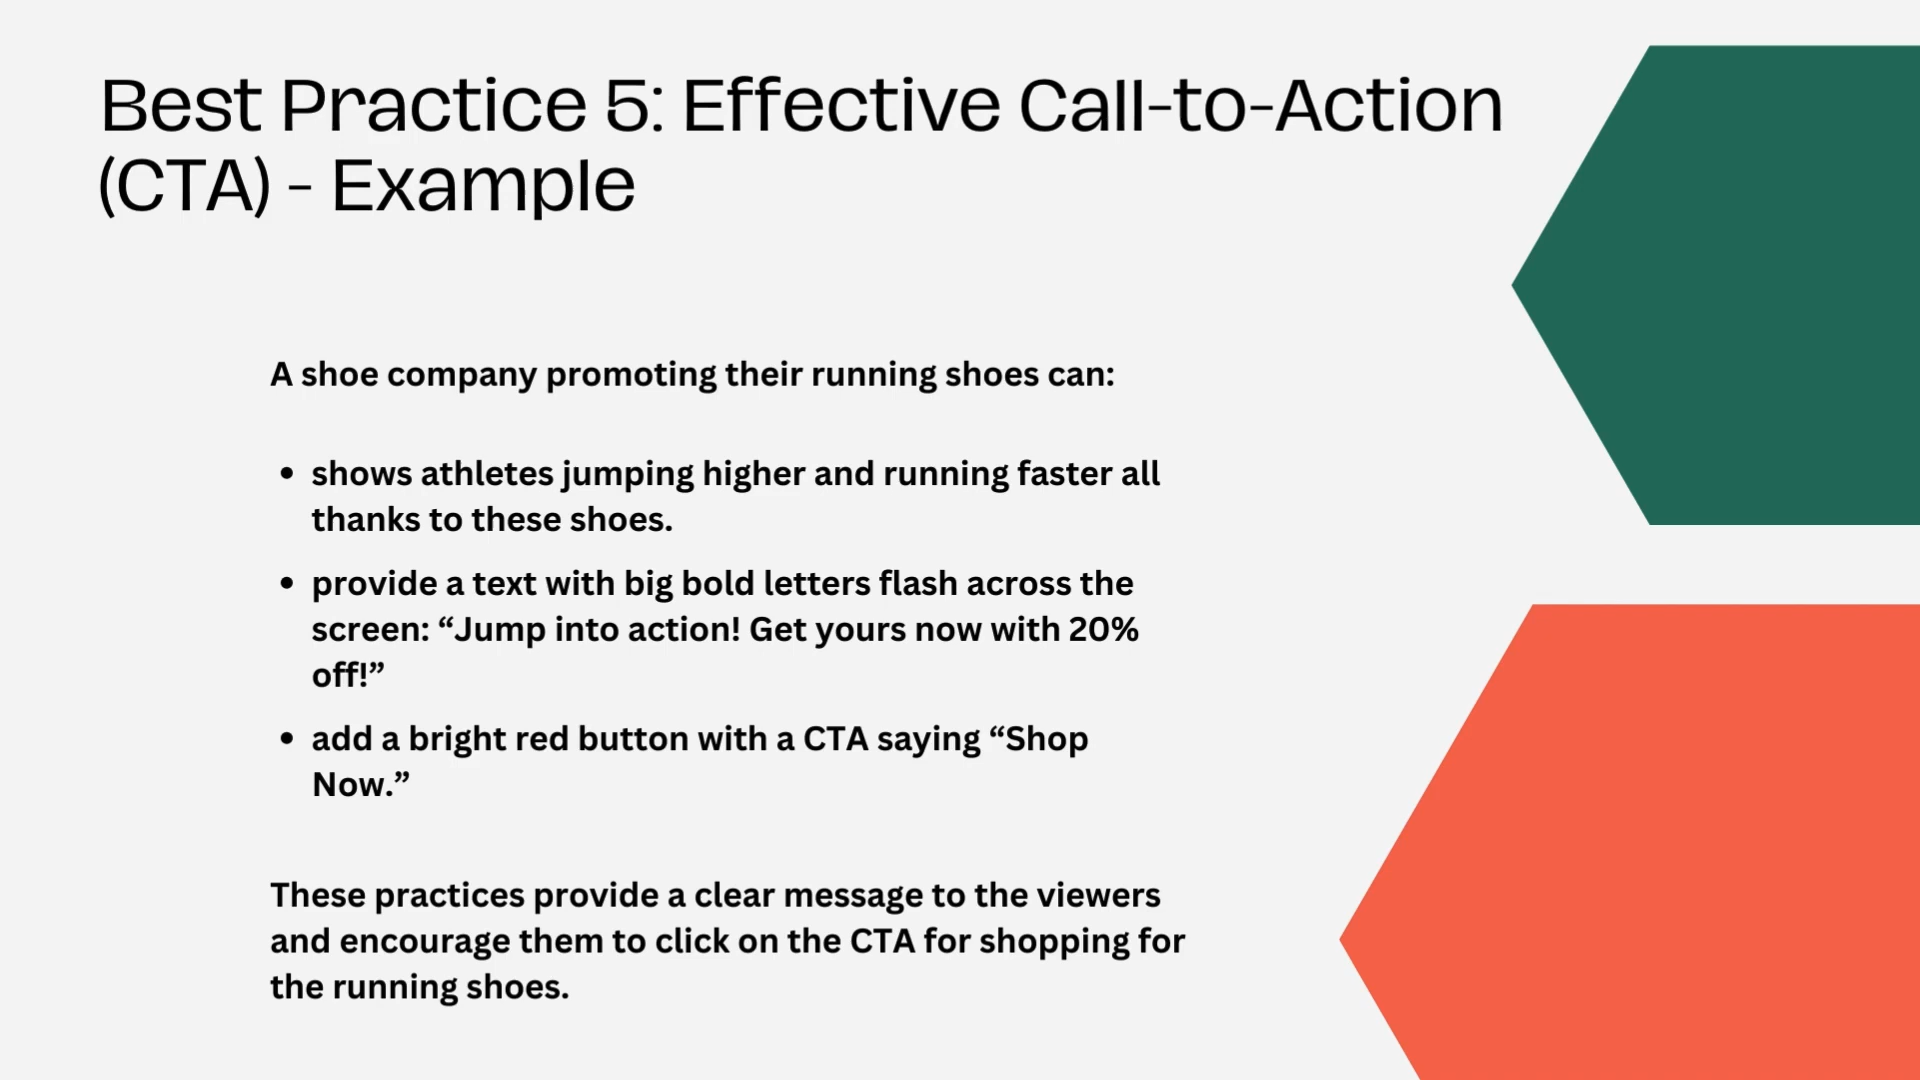 Best Practice 5: Effective Call-to-Action
(CTA) - Example
A shoe company promoting their running shoes can:
• shows athletes jumping higher and running faster all
thanks to these shoes.
• provide a text with big bold letters flash across the
screen: “Jump into action! Get yours now with 20%
off!”
• add a bright red button with a CTA saying “Shop
Now.”
These practices provide a clear message to the viewers
and encourage them to click on the CTA for shopping for
the running shoes.